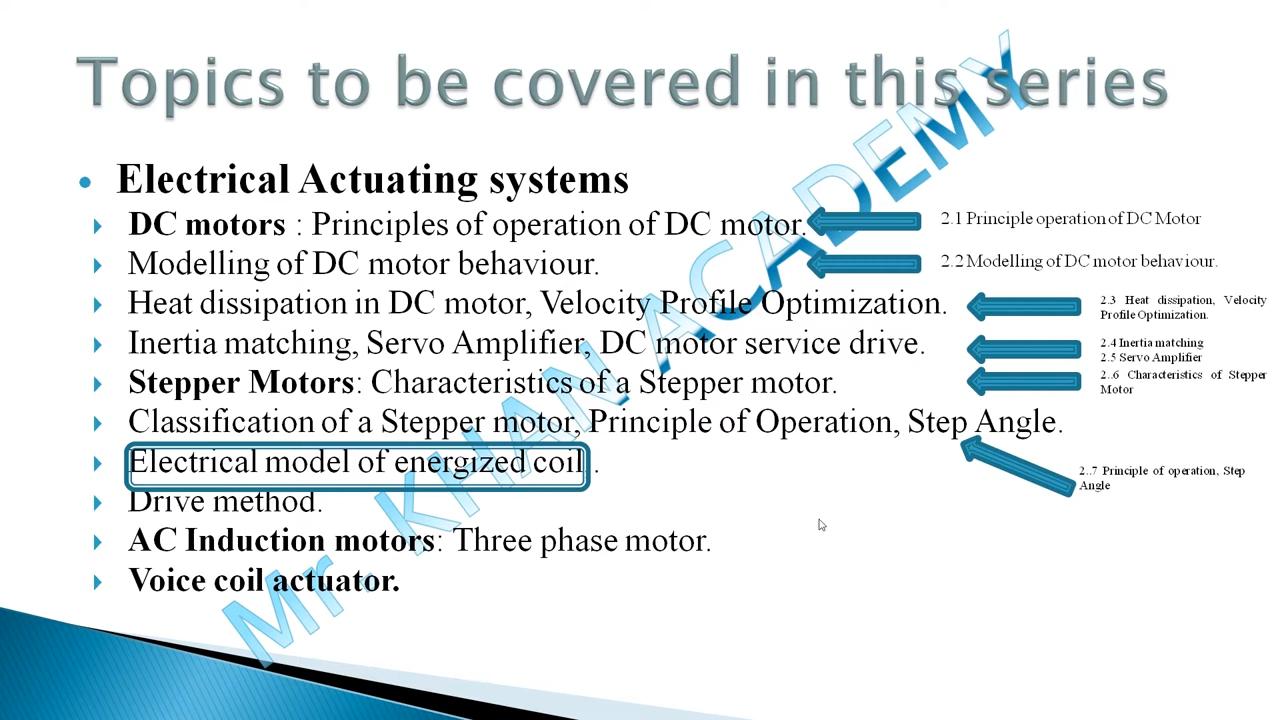 Topics to be covered in this series
Electrical Actuating systems
DC motors : Principles of operation of DC motor.
2.1 Principle operation of DC Motor
Modelling of DC motor behaviour.
2.2 Modelling of DC motor behaviour.
Heat dissipation in DC motor, Velocity Profile Optimization.
2.3 Heat dissipation, Velocity
Profile Optimization.
Inertia matching, Servo Amplifier, DC motor service drive.
2.4 Inertia matching
2.5 Servo Amplifier
Stepper Motors: Characteristics of a Stepper motor.
2..6 Characteristics of Stepper
Motor
Classification of a Stepper motor, Principle of Operation, Step Angle.
2..7 Principle of operation, Step
Angle
Electrical model of energized coil .
Drive method.
AC Induction motors: Three phase motor.
Voice coil actuator.
Mr. KHAN ACADEMY